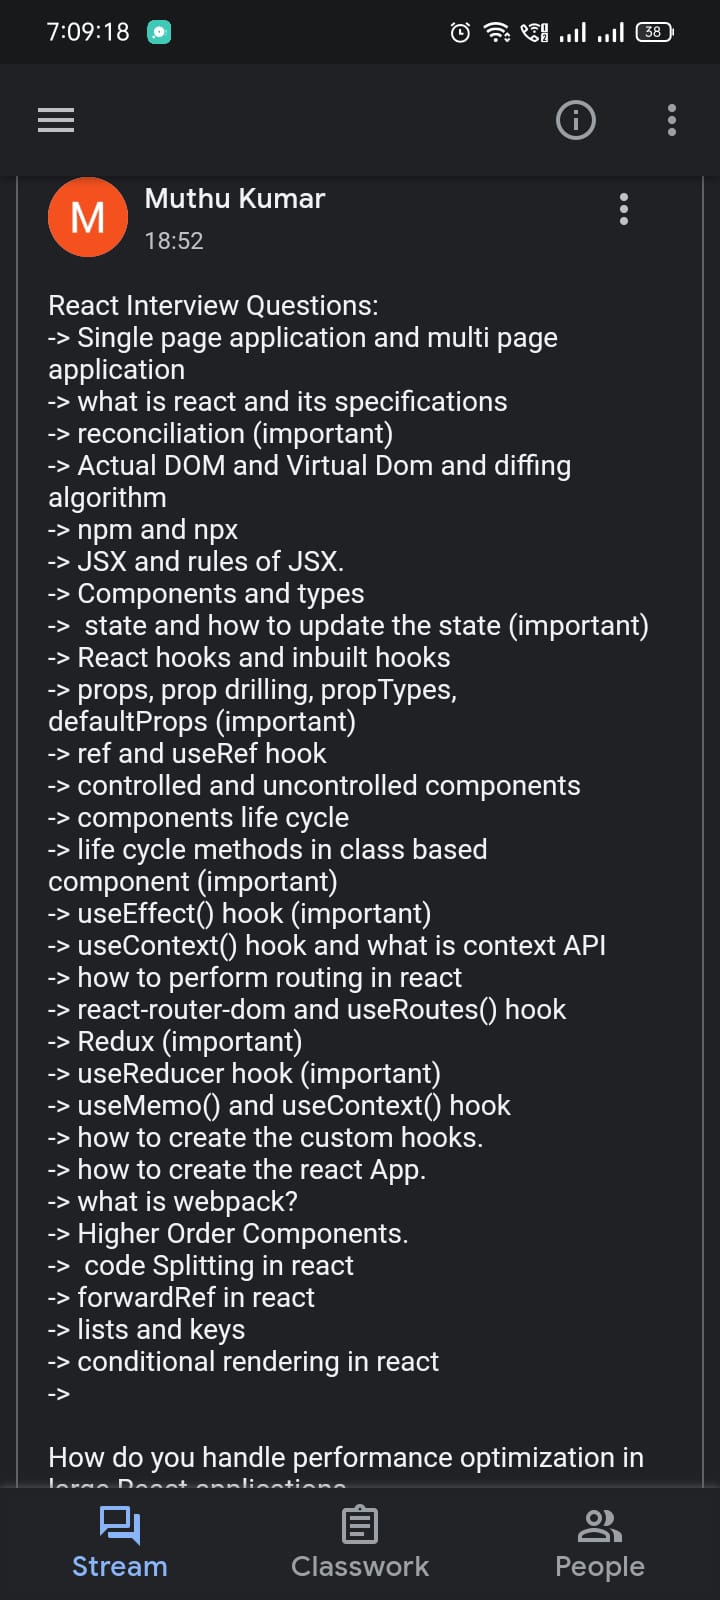 7:09:18
38
M
Muthu Kumar
18:52
React Interview Questions:
-> Single page application and multi page
application
-> what is react and its specifications
-> reconciliation (important)
-> Actual DOM and Virtual Dom and diffing
algorithm
-> npm and npx
-> JSX and rules of JSX.
-> Components and types
->  state and how to update the state (important)
-> React hooks and inbuilt hooks
-> props, prop drilling, propTypes,
defaultProps (important)
-> ref and useRef hook
-> controlled and uncontrolled components
-> components life cycle
-> life cycle methods in class based
component (important)
-> useEffect() hook (important)
-> useContext() hook and what is context API
-> how to perform routing in react
-> react-router-dom and useRoutes() hook
-> Redux (important)
-> useReducer hook (important)
-> useMemo() and useContext() hook
-> how to create the custom hooks.
-> how to create the react App.
-> what is webpack?
-> Higher Order Components.
->  code Splitting in react
-> forwardRef in react
-> lists and keys
-> conditional rendering in react
->
How do you handle performance optimization in
large React applications
Stream
Classwork
People